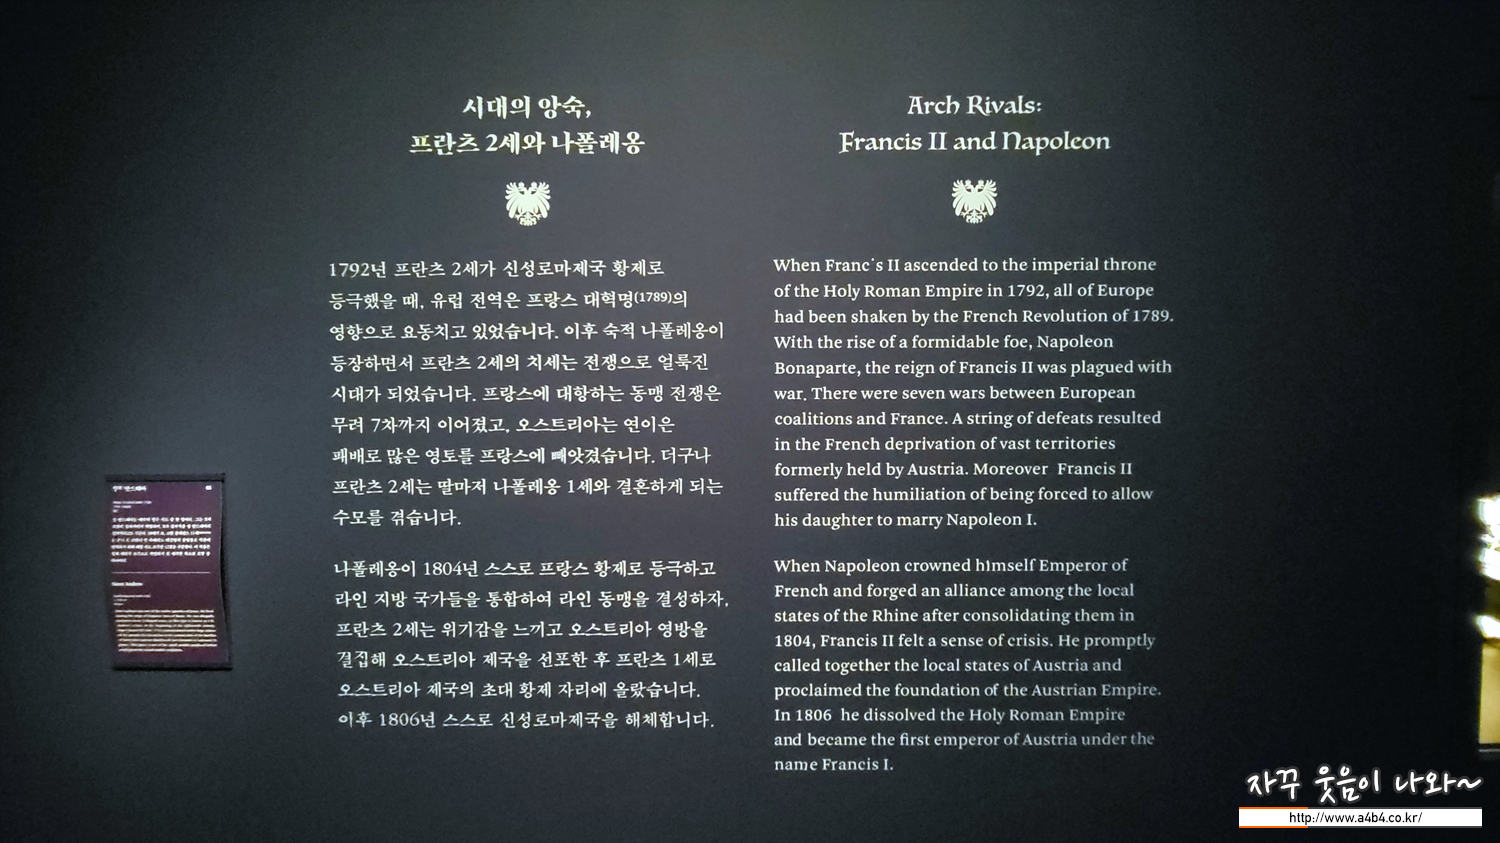 시대의 앙숙,
프란츠 2세와 나폴레옹
1792년 프란츠 2세가 신성로마제국 황제로
등극했을 때, 유럽 전역은 프랑스 대혁명(1789)의
영향으로 요동치고 있었습니다. 이후 숙적 나폴레옹이
등장하면서 프란츠 2세의 치세는 전쟁으로 얼룩진
시대가 되었습니다. 프랑스에 대항하는 동맹 전쟁은
무려 7차까지 이어졌고, 오스트리아는 연이은
패배로 많은 영토를 프랑스에 빼앗겼습니다. 더구나
프란츠 2세는 딸마저 나폴레옹 1세와 결혼하게 되는
수모를 겪습니다.
나폴레옹이 1804년 스스로 프랑스 황제로 등극하고
라인 지방 국가들을 통합하여 라인 동맹을 결성하자,
프란츠 2세는 위기감을 느끼고 오스트리아 영방을
결집해 오스트리아 제국을 선포한 후 프란츠 1세로
오스트리아 제국의 초대 황제 자리에 올랐습니다.
이후 1806년 스스로 신성로마제국을 해체합니다.
Arch Rivals:
Francis II and Napoleon
When Francis II ascended to the imperial throne
of the Holy Roman Empire in 1792, all of Europe
had been shaken by the French Revolution of 1789.
With the rise of a formidable foe, Napoleon
Bonaparte, the reign of Francis II was plagued with
war. There were seven wars between European
coalitions and France. A string of defeats resulted
in the French deprivation of vast territories
formerly held by Austria. Moreover Francis II
suffered the humiliation of being forced to allow
his daughter to marry Napoleon I.
When Napoleon crowned himself Emperor of
French and forged an alliance among the local
states of the Rhine after consolidating them in
1804, Francis II felt a sense of crisis. He promptly
called together the local states of Austria and
proclaimed the foundation of the Austrian Empire.
In 1806 he dissolved the Holy Roman Empire
and became the first emperor of Austria under the
name Francis I.
자꾸 웃음이 나와~
http://www.a4b4.co.kr/